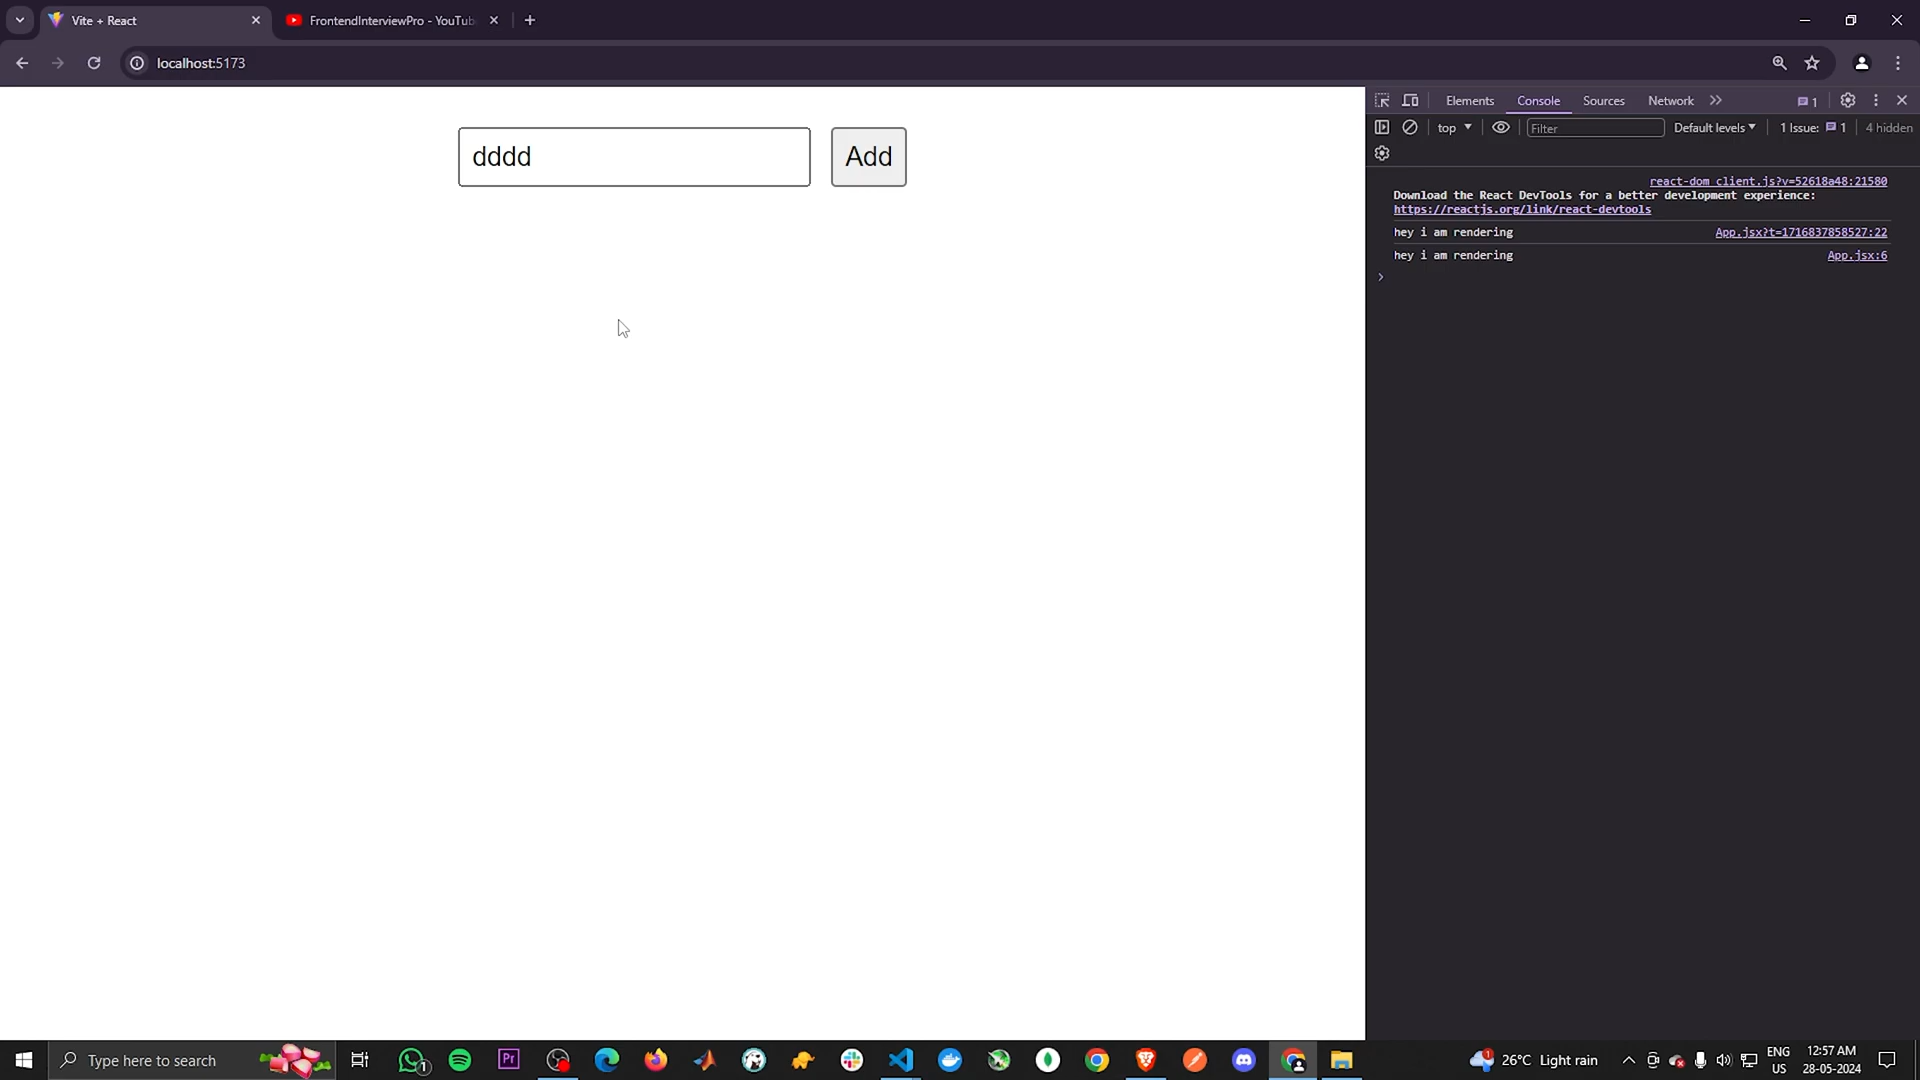 Vite + React
FrontendInterviewPro - YouTub
localhost:5173
Elements Console Sources Network 1
top Filter Default levels 1 Issue: 1 4 hidden
dddd
Add
react-dom_client.js?v=52618a48:21580
Download the React DevTools for a better development experience:
https://reactjs.org/link/react-devtools
hey i am rendering App.jsx?t=1716837858527:22
hey i am rendering App.jsx:6
Type here to search
1
Pr
1
26°C Light rain
ENG
US
12:57 AM
28-05-2024